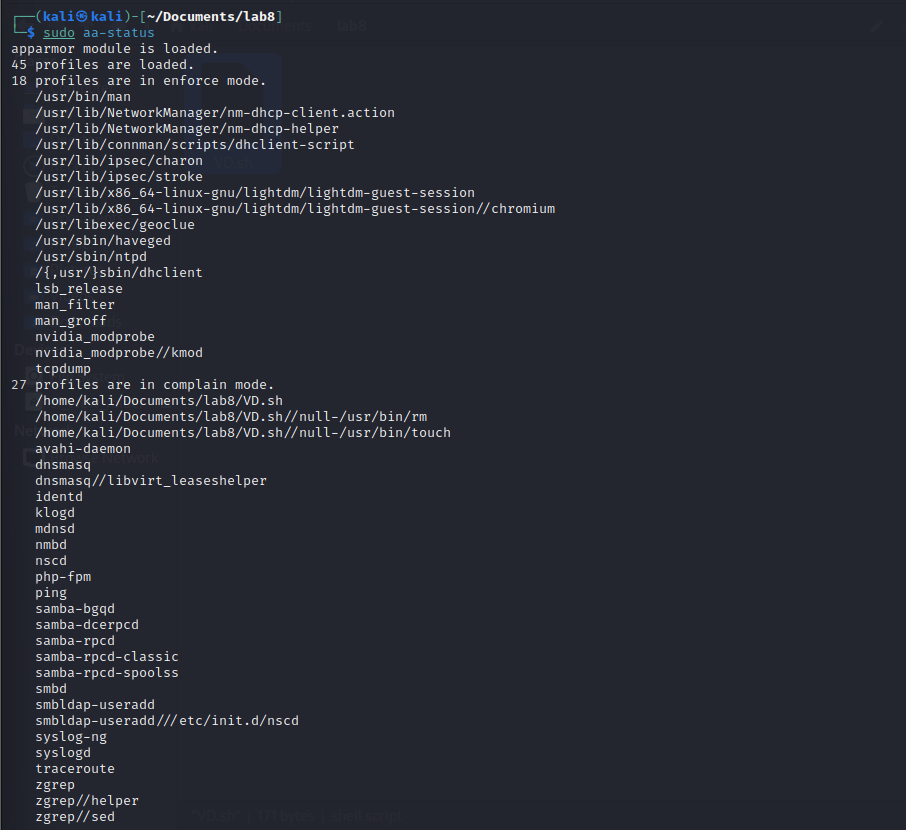 ┌──(kali㉿kali)-[~/Documents/lab8]
└─$ sudo aa-status
apparmor module is loaded.
45 profiles are loaded.
18 profiles are in enforce mode.
   /usr/bin/man
   /usr/lib/NetworkManager/nm-dhcp-client.action
   /usr/lib/NetworkManager/nm-dhcp-helper
   /usr/lib/connman/scripts/dhclient-script
   /usr/lib/ipsec/charon
   /usr/lib/ipsec/stroke
   /usr/lib/x86_64-linux-gnu/lightdm/lightdm-guest-session
   /usr/lib/x86_64-linux-gnu/lightdm/lightdm-guest-session//chromium
   /usr/libexec/geoclue
   /usr/sbin/haveged
   /usr/sbin/ntpd
   /{,usr/}sbin/dhclient
   lsb_release
   man_filter
   man_groff
   nvidia_modprobe
   nvidia_modprobe//kmod
   tcpdump
27 profiles are in complain mode.
   /home/kali/Documents/lab8/VD.sh
   /home/kali/Documents/lab8/VD.sh//null-/usr/bin/rm
   /home/kali/Documents/lab8/VD.sh//null-/usr/bin/touch
   avahi-daemon
   dnsmasq
   dnsmasq//libvirt_leaseshelper
   identd
   klogd
   mdnsd
   nmbd
   nscd
   php-fpm
   ping
   samba-bgqd
   samba-dcerpcd
   samba-rpcd
   samba-rpcd-classic
   samba-rpcd-spoolss
   smbd
   smbldap-useradd
   smbldap-useradd///etc/init.d/nscd
   syslog-ng
   syslogd
   traceroute
   zgrep
   zgrep//helper
   zgrep//sed